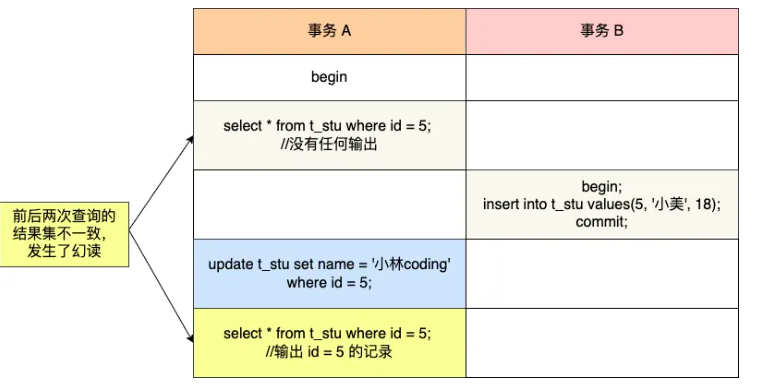 事务 A
事务 B
begin
select * from t_stu where id = 5;
//没有任何输出
begin;
insert into t_stu values(5, '小美', 18);
commit;
前后两次查询的
结果集不一致，
发生了幻读
update t_stu set name = '小林coding'
where id = 5;
select * from t_stu where id = 5;
//输出 id = 5 的记录